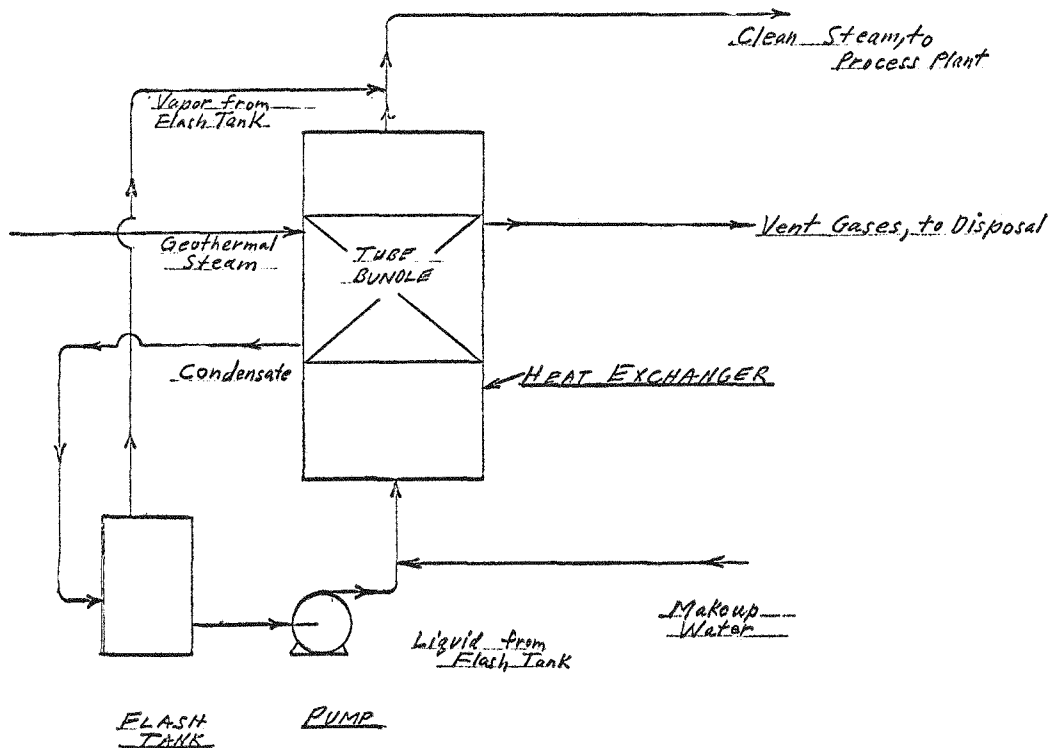 Clean Steam, to
Process Plant
Vapor from
Flash Tank
Geothermal
Steam
Vent Gases, to Disposal
TUBE
BUNDLE
Condensate
HEAT EXCHANGER
Makeup
Water
Liquid from
Flash Tank
FLASH
TANK
PUMP